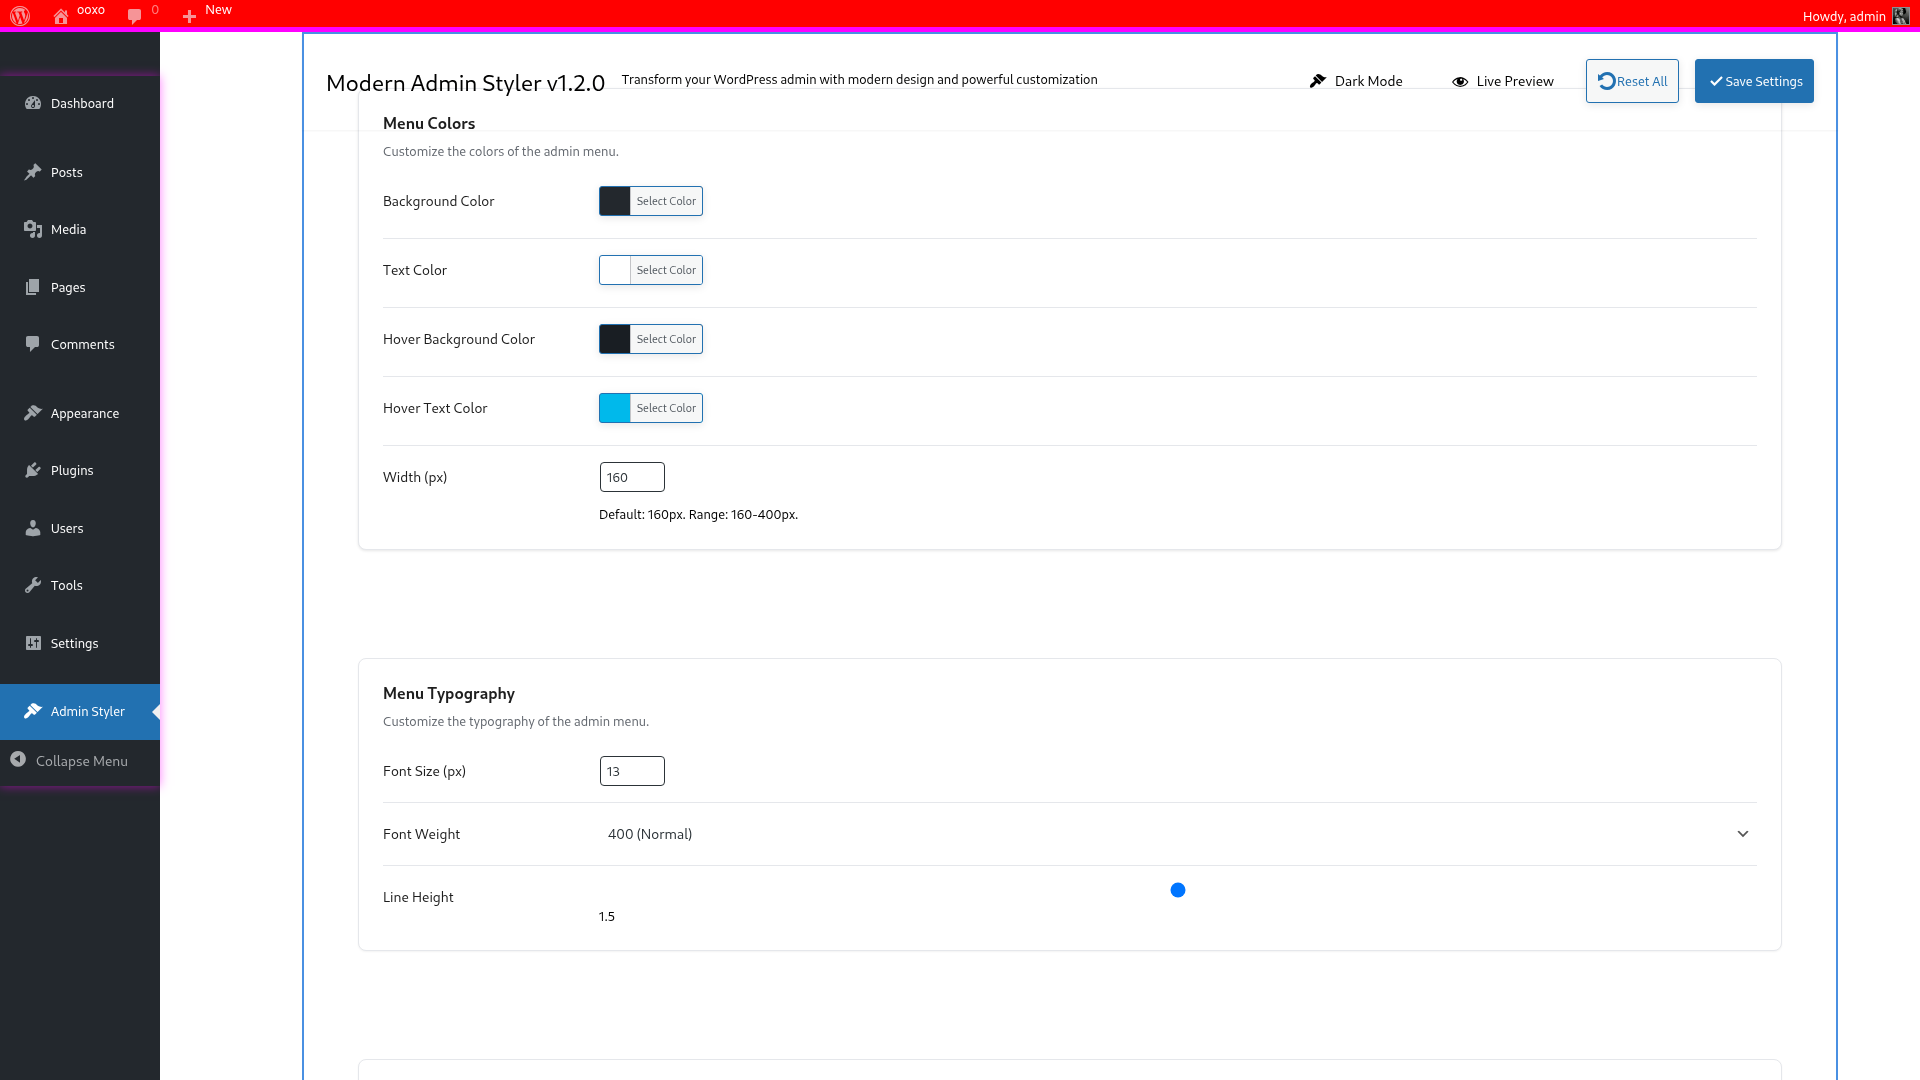 ooxo 0 New Howdy, admin
Modern Admin Styler v1.2.0 Transform your WordPress admin with modern design and powerful customization Dark Mode Live Preview Reset All Save Settings
Dashboard
Posts
Media
Pages
Comments
Appearance
Plugins
Users
Tools
Settings
Admin Styler
Collapse Menu
Menu Colors
Customize the colors of the admin menu.
Background Color Select Color
Text Color Select Color
Hover Background Color Select Color
Hover Text Color Select Color
Width (px) 160
Default: 160px. Range: 160-400px.
Menu Typography
Customize the typography of the admin menu.
Font Size (px) 13
Font Weight 400 (Normal)
Line Height
1.5